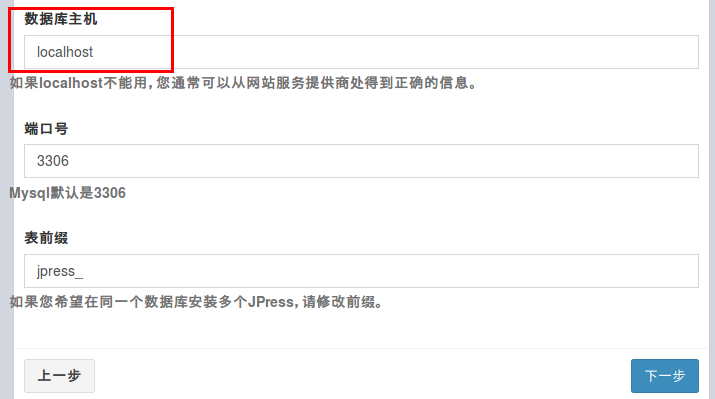 数据库主机
localhost
如果localhost不能用,您通常可以从网站服务提供商处得到正确的信息。
端口号
3306
Mysql默认是3306
表前缀
jpress_
如果您希望在同一个数据库安装多个JPress,请修改前缀。
上一步 下一步